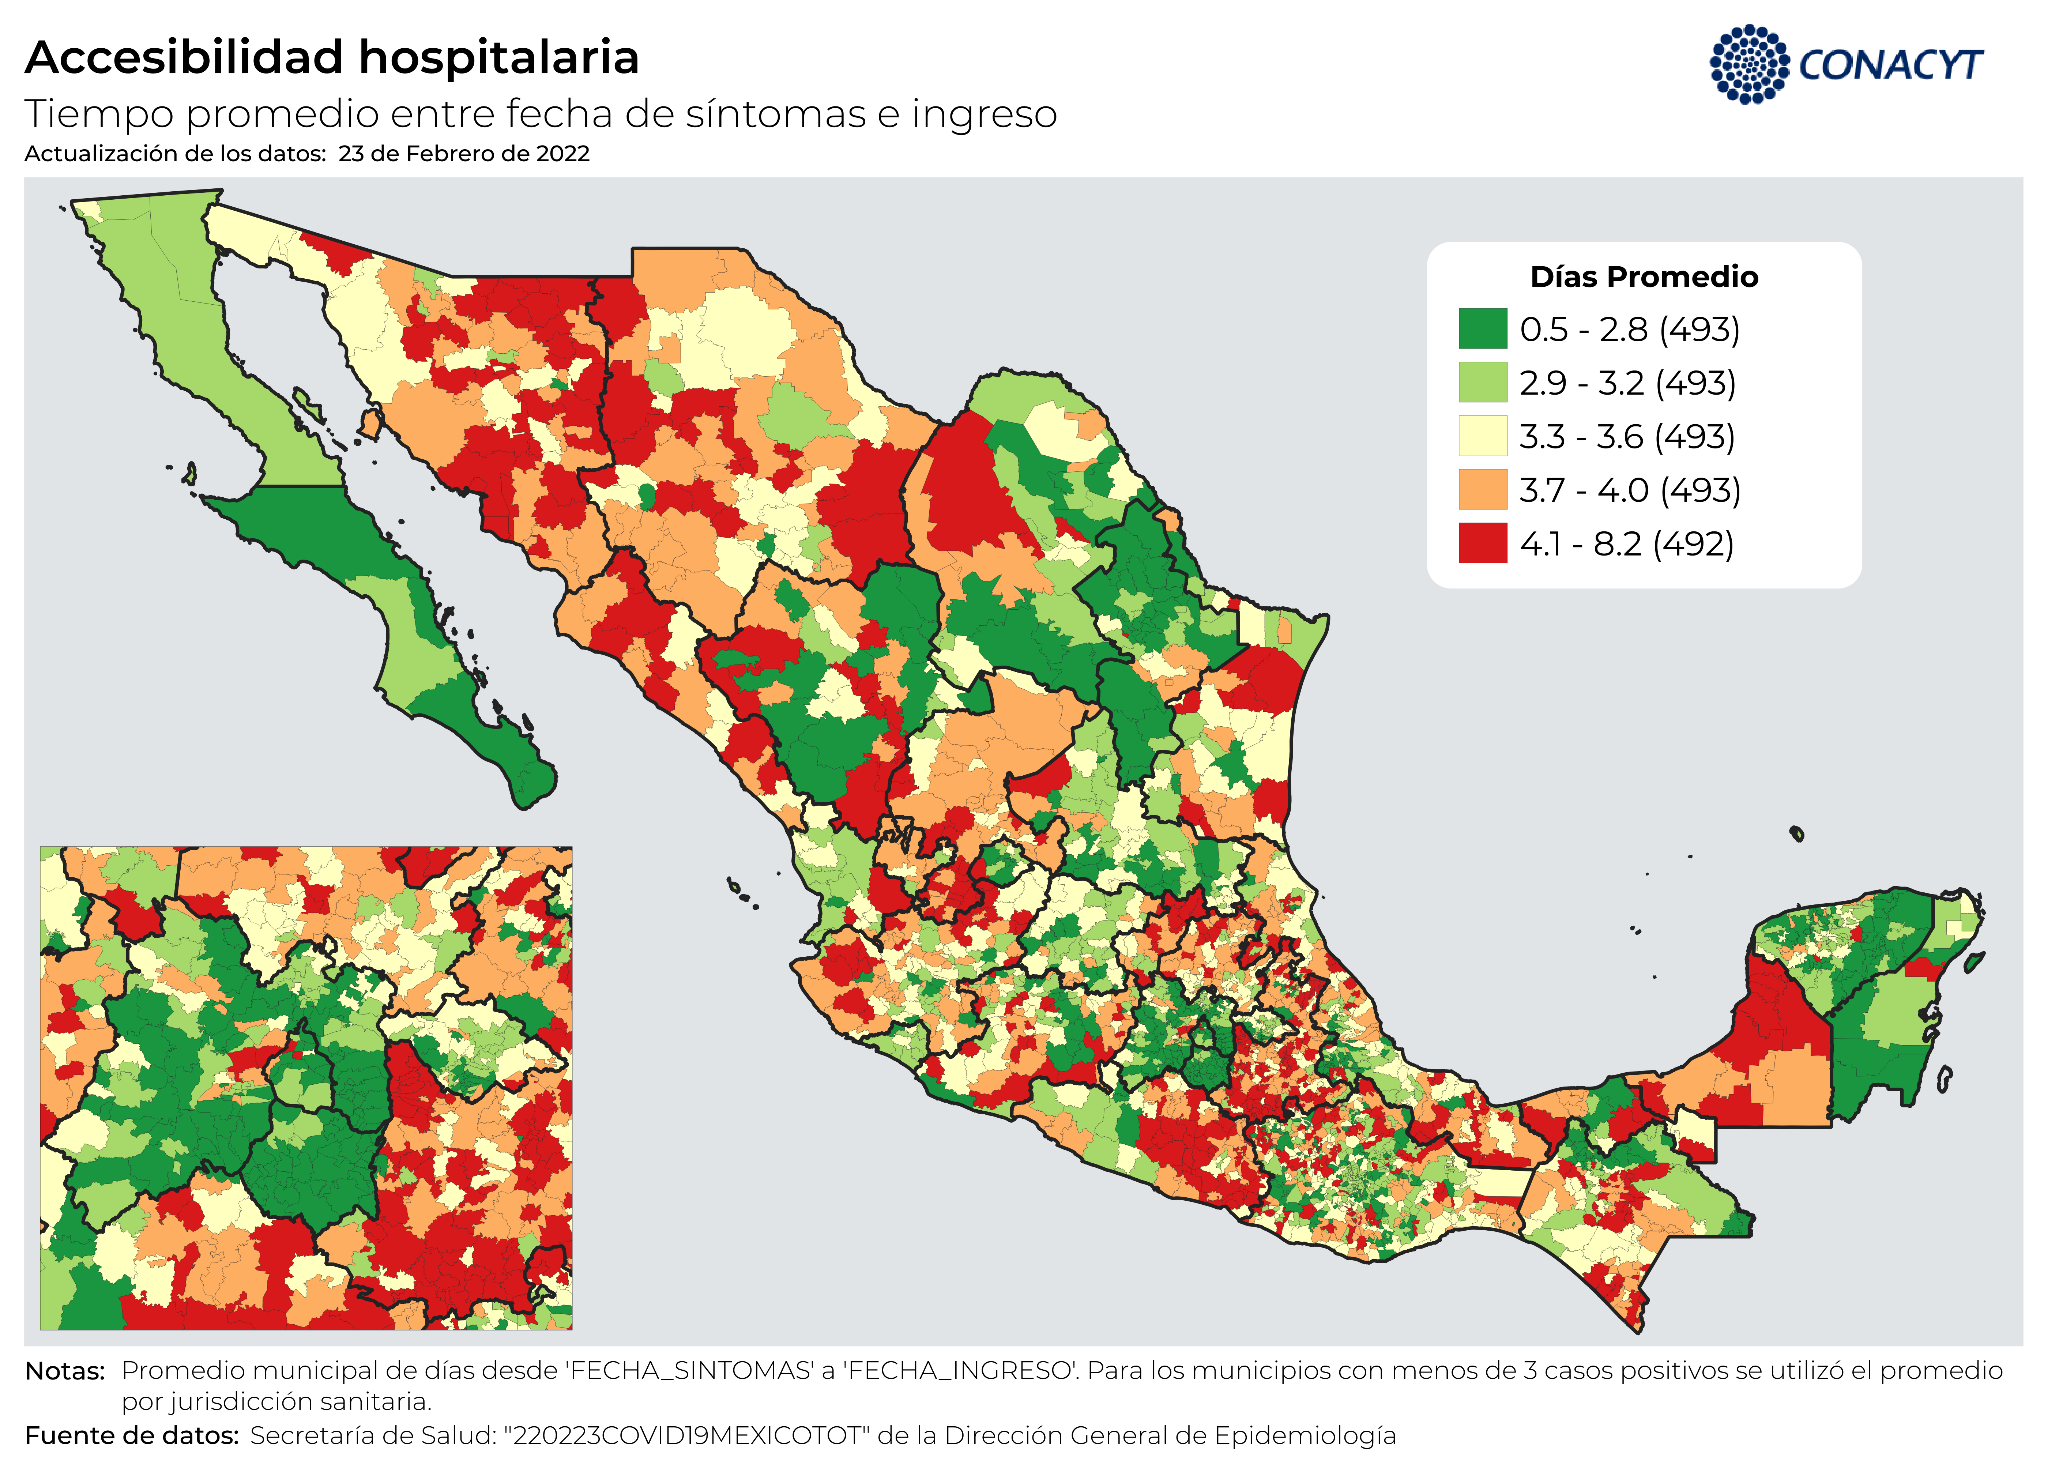 Accesibilidad hospitalaria
CONACYT
Tiempo promedio entre fecha de síntomas e ingreso
Actualización de los datos: 23 de Febrero de 2022
Días Promedio
0.5 - 2.8 (493)
2.9 - 3.2 (493)
3.3 - 3.6 (493)
3.7 - 4.0 (493)
4.1 - 8.2 (492)
Notas: Promedio municipal de días desde 'FECHA_SINTOMAS' a 'FECHA_INGRESO'. Para los municipios con menos de 3 casos positivos se utilizó el promedio
por jurisdicción sanitaria.
Fuente de datos: Secretaría de Salud: "220223COVID19MEXICOTOT" de la Dirección General de Epidemiología